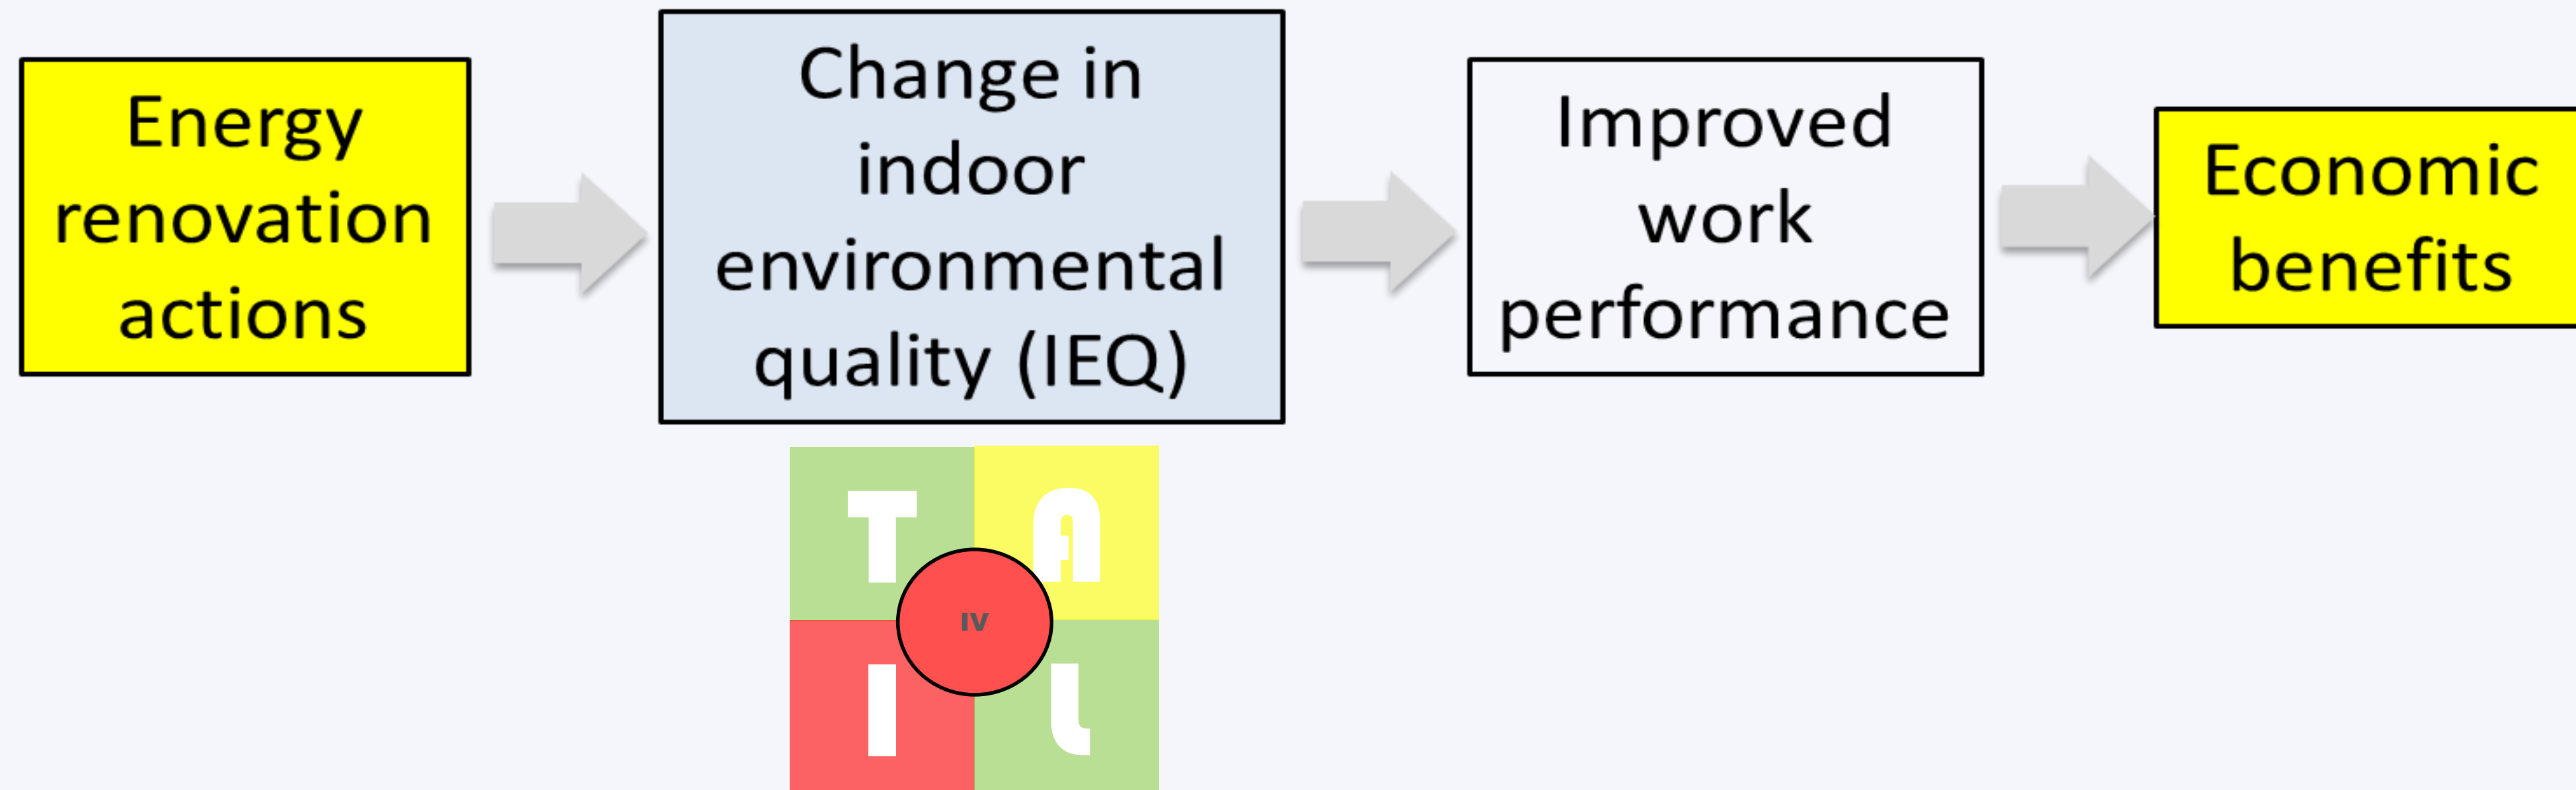 Energy
renovation
actions
Change in
indoor
environmental
quality (IEQ)
Improved
work
performance
Economic
benefits
T
A
IV
I
L